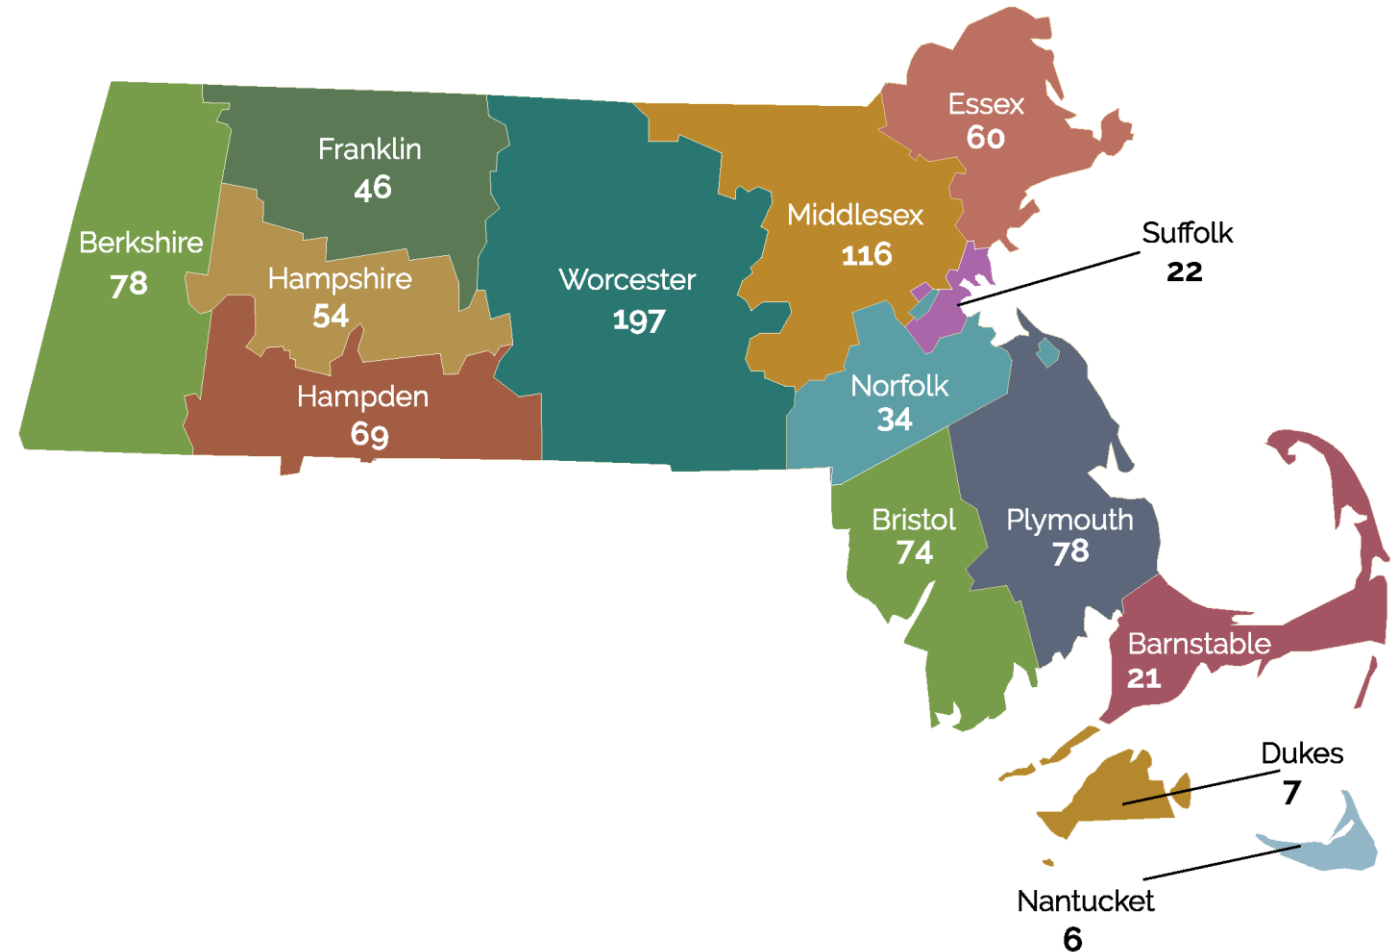 Essex
60
Franklin
46
Middlesex
116
Suffolk
22
Berkshire
78
Hampshire
54
Worcester
197
Norfolk
34
Hampden
69
Bristol
74
Plymouth
78
Barnstable
21
Dukes
7
Nantucket
6